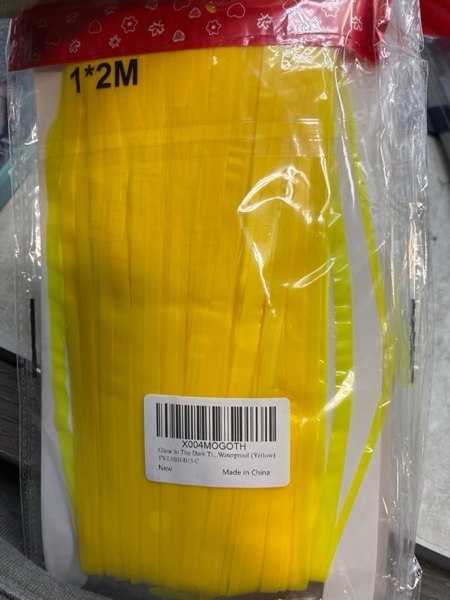 1*2M
X004MOGOTH
Glow in The Dark Ti...Waterproof (Yellow)
New
Made in China